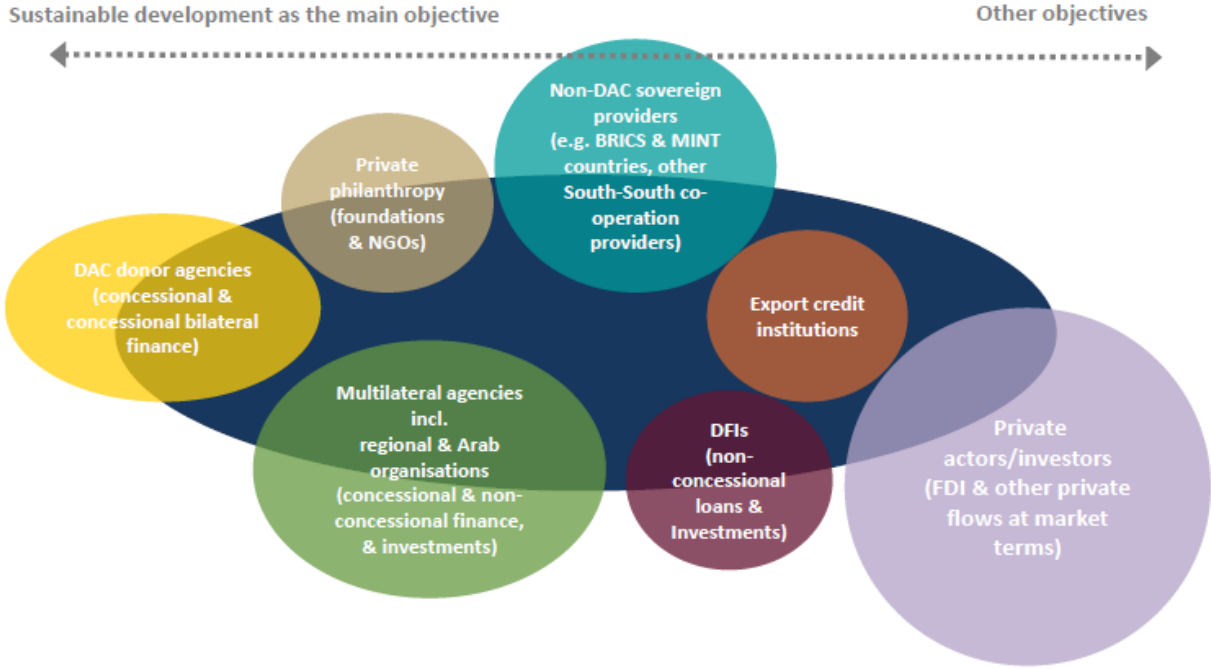 Sustainable development as the main objective
Other objectives
Non-DAC sovereign
providers
(e.g. BRICS & MINT
countries, other
South-South co-
operation
providers)
Private
philanthropy
(foundations
& NGOs)
DAC donor agencies
(concessional &
concessional bilateral
finance)
Export credit
institutions
Multilateral agencies
incl.
regional & Arab
organisations
(concessional & non-
concessional finance,
& investments)
DFIs
(non-
concessional
loans &
Investments)
Private
actors/investors
(FDI & other private
flows at market
terms)